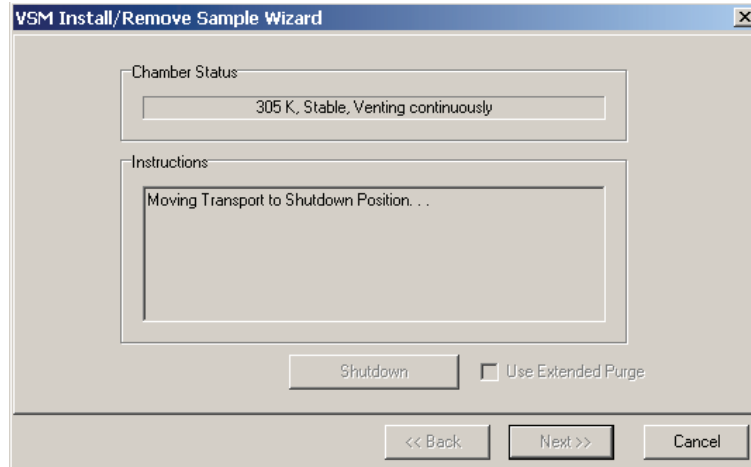 VSM Install/Remove Sample Wizard
Chamber Status
305 K, Stable, Venting continuously
Instructions
Moving Transport to Shutdown Position. . .
Shutdown
Use Extended Purge
<< Back
Next >>
Cancel